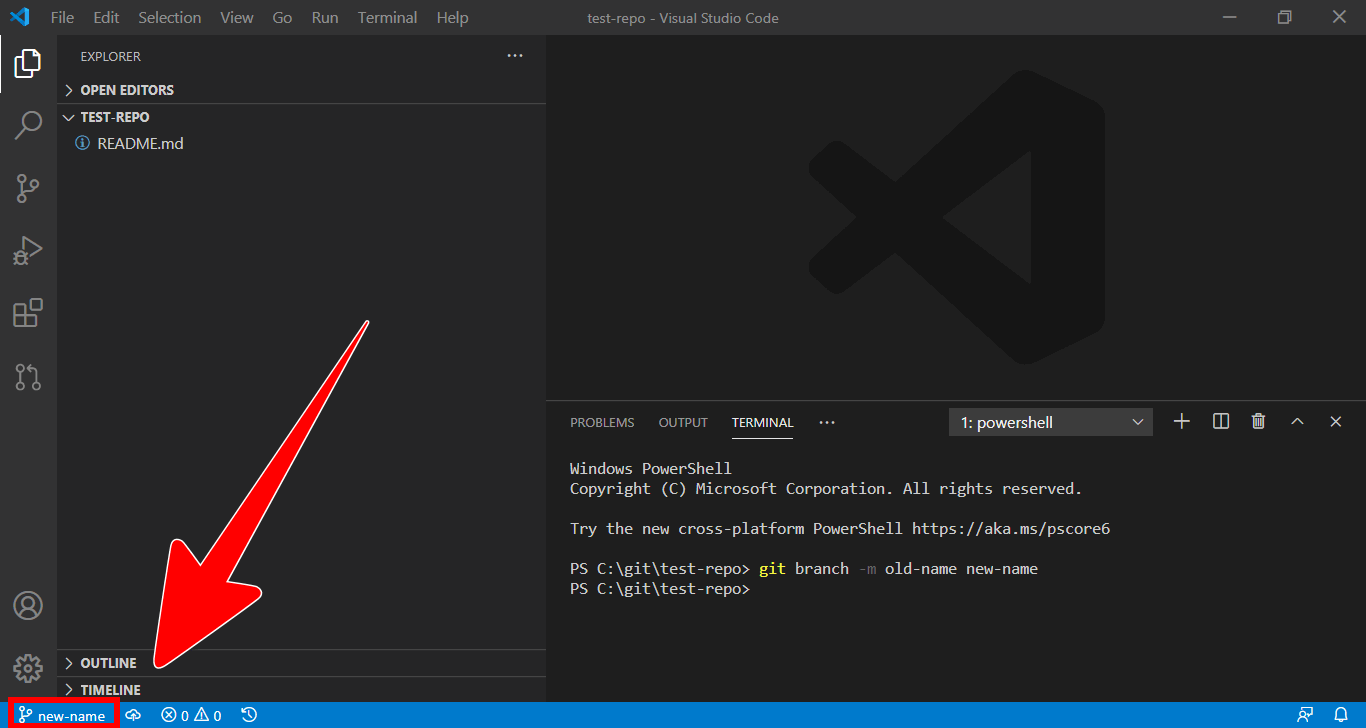 File Edit Selection View Go Run Terminal Help test-repo - Visual Studio Code
EXPLORER
OPEN EDITORS
TEST-REPO
README.md
OUTLINE
TIMELINE
PROBLEMS OUTPUT TERMINAL 1: powershell
Windows PowerShell
Copyright (C) Microsoft Corporation. All rights reserved.
Try the new cross-platform PowerShell https://aka.ms/pscore6
PS C:\git\test-repo> git branch -m old-name new-name
PS C:\git\test-repo>
new-name 0 0